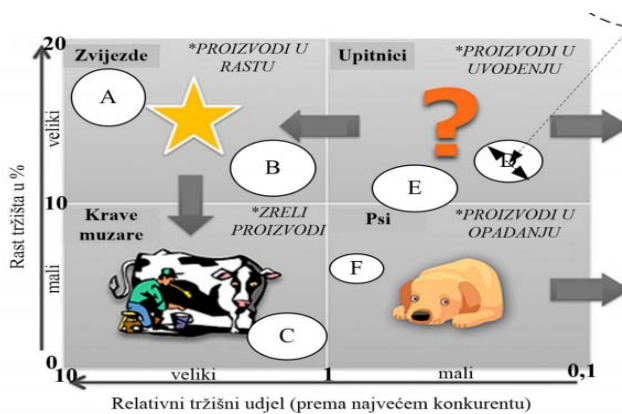 20
Zvijezde
*PROIZVODI U
RASTU
Upitnici
*PROIZVODI U
UVOĐENJU
A
B
E
Rast tržišta u %
veliki
mali
10
Krave
muzare
*ZRELI
PROIZVODI
Psi
*PROIZVODI U
OPADANJU
F
C
0
10
veliki
1
mali
0,1
Relativni tržišni udjel (prema najvećem konkurentu)